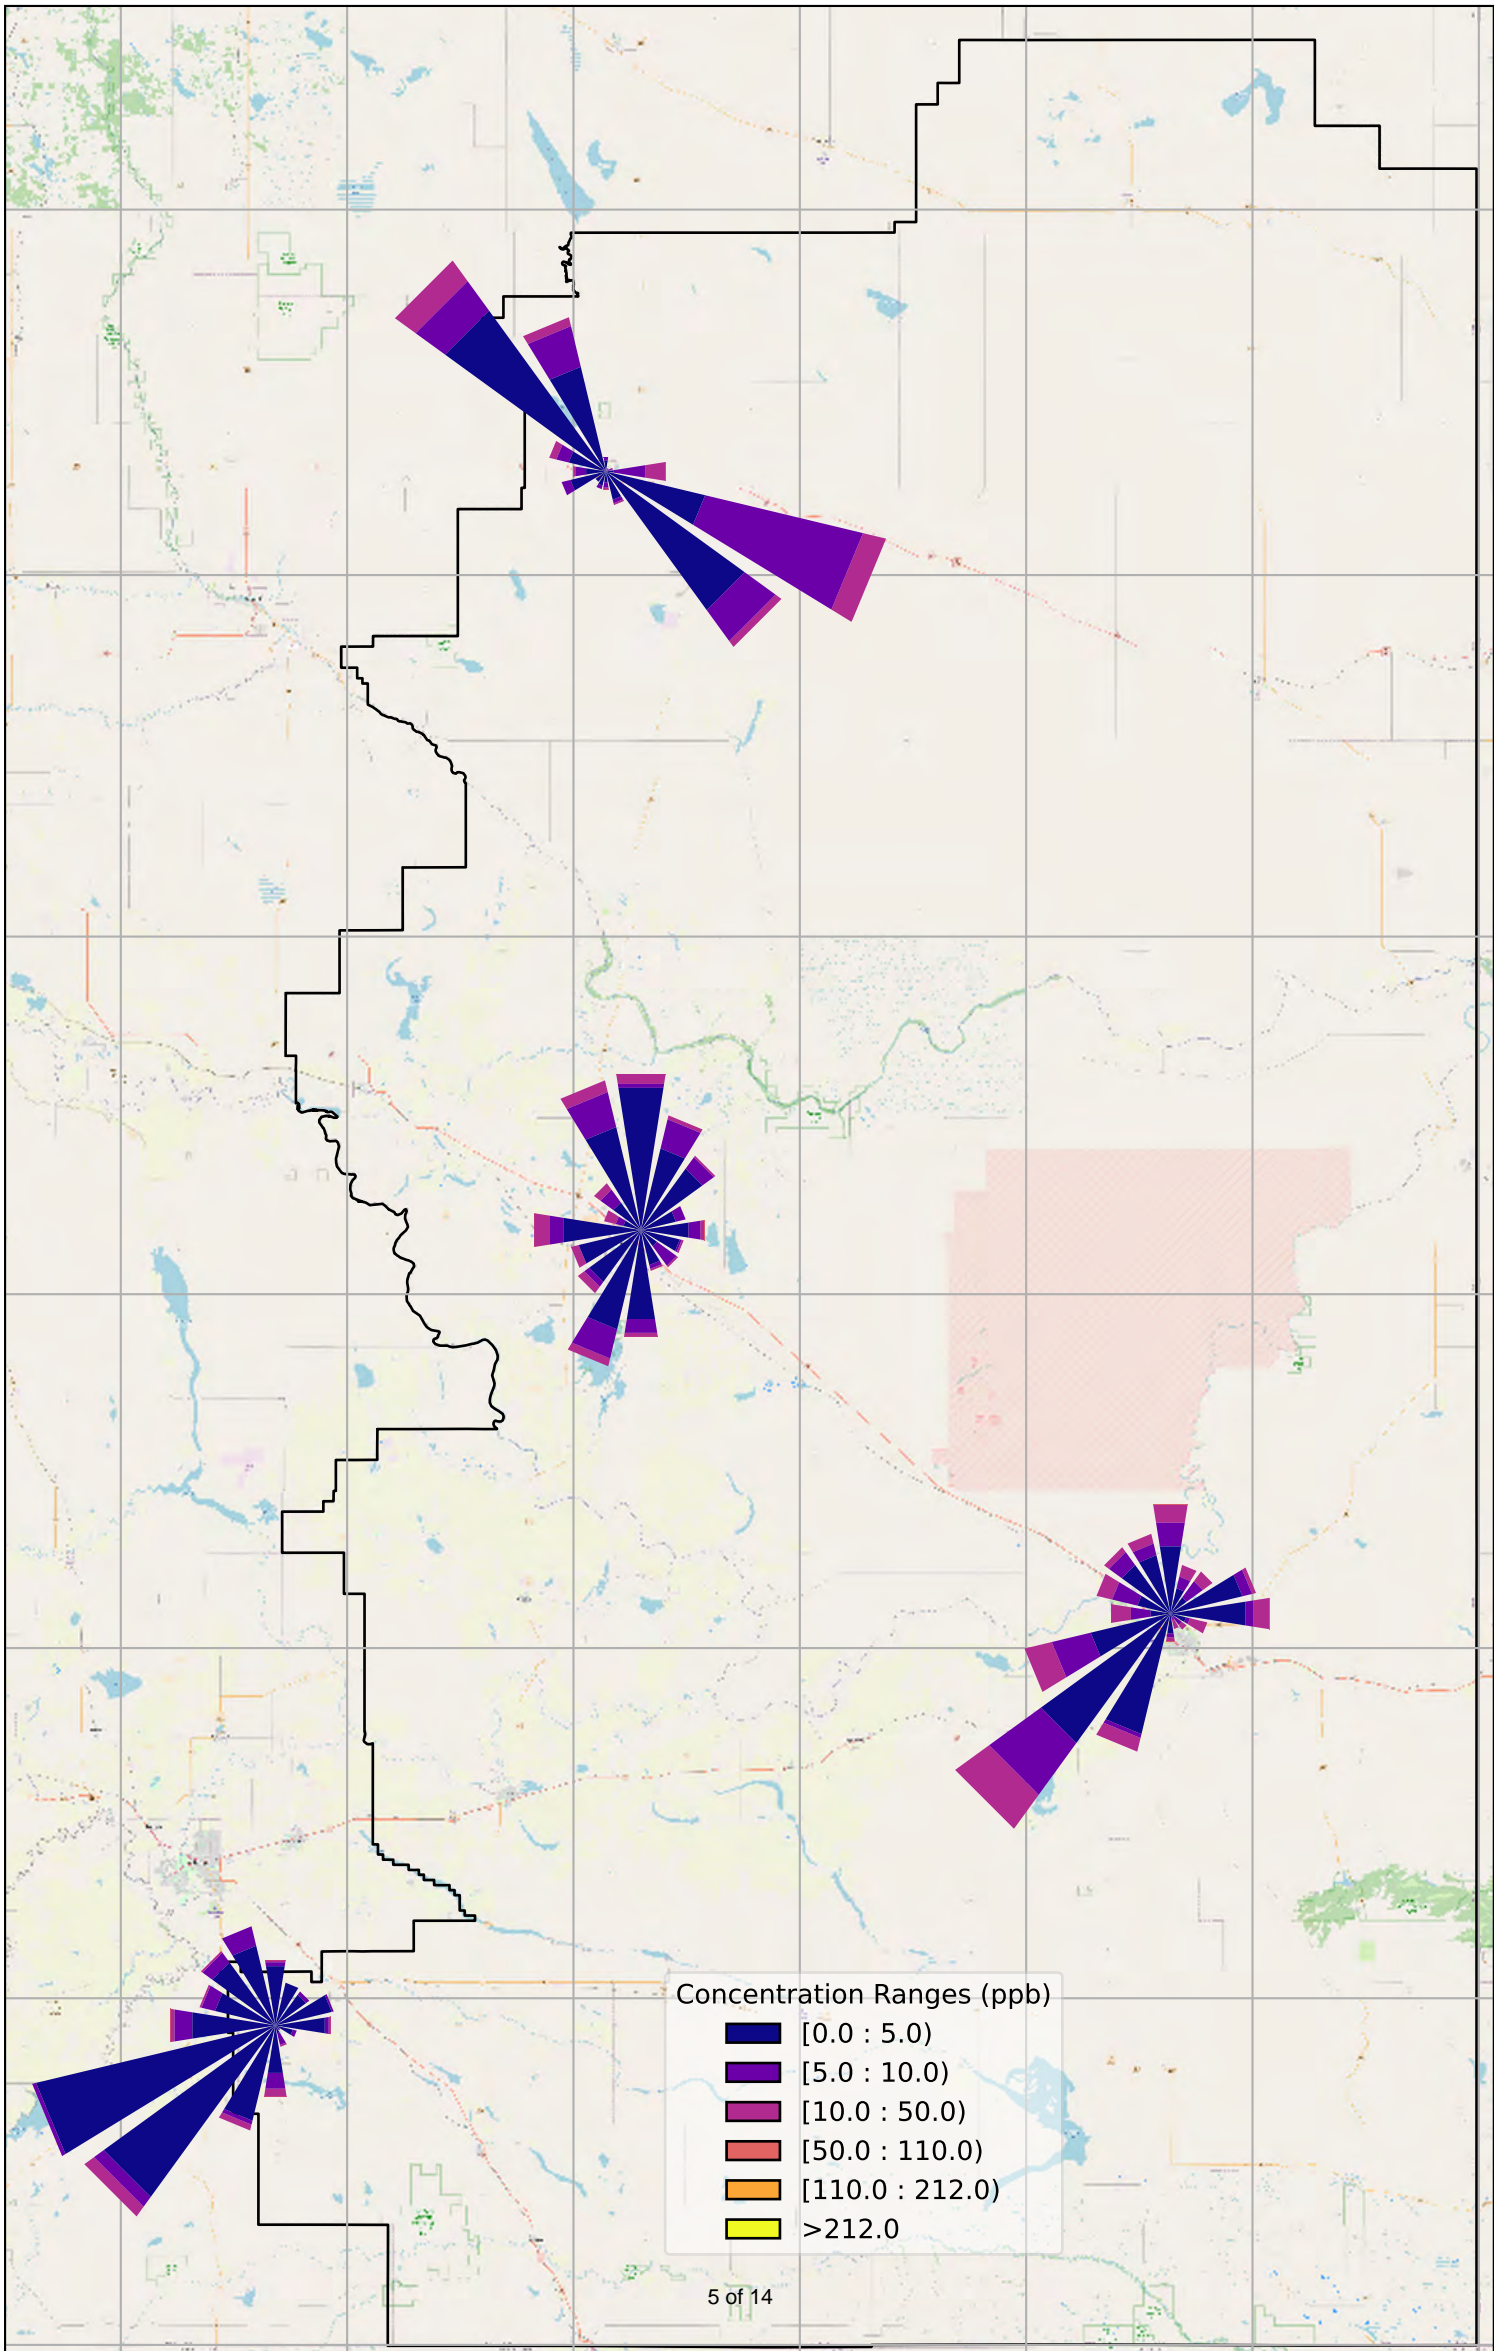 Concentration Ranges (ppb)
[0.0 : 5.0)
[5.0 : 10.0)
[10.0 : 50.0)
[50.0 : 110.0)
[110.0 : 212.0)
>212.0
5 of 14